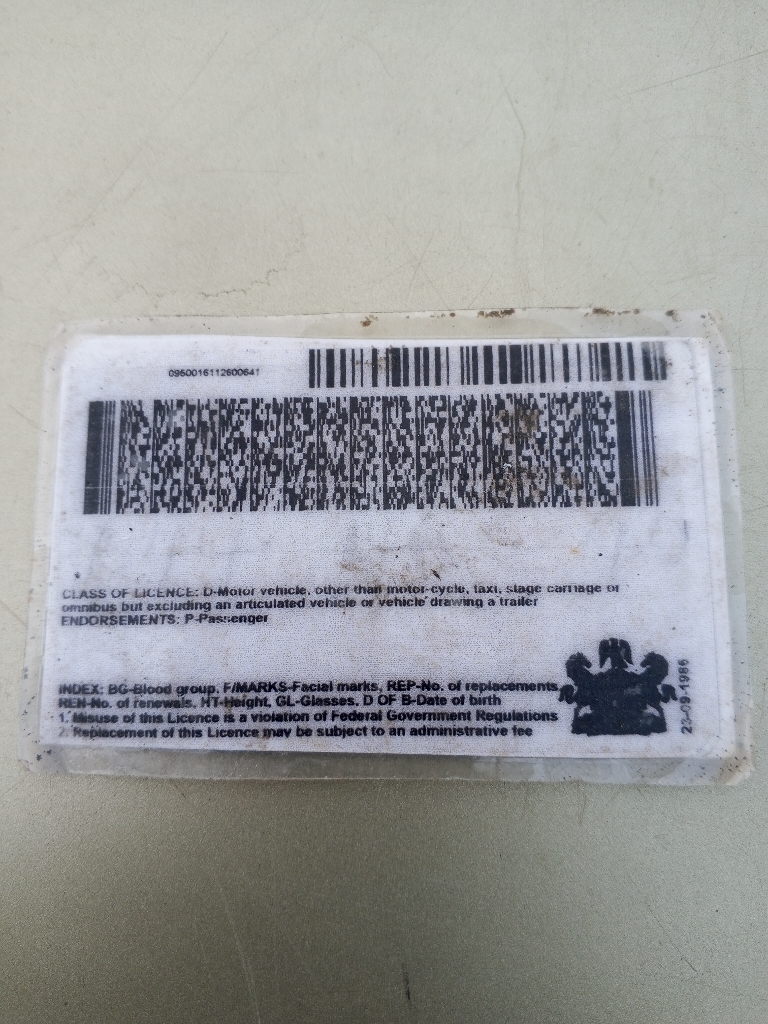 0960016112600641
CLASS OF LICENCE: D-Motor vehicle, other than motor-cycle, taxi, stage carriage or
omnibus but excluding an articulated vehicle or vehicle drawing a trailer
ENDORSEMENTS: P-Passenger
INDEX: BG-Blood group, F/MARKS-Facial marks, REP-No. of replacements
REN-No. of renewals, HT-Height, GL-Glasses, D OF B-Date of birth
1. Misuse of this Licence is a violation of Federal Government Regulations
2. Replacement of this Licence may be subject to an administrative fee
23-09-1986